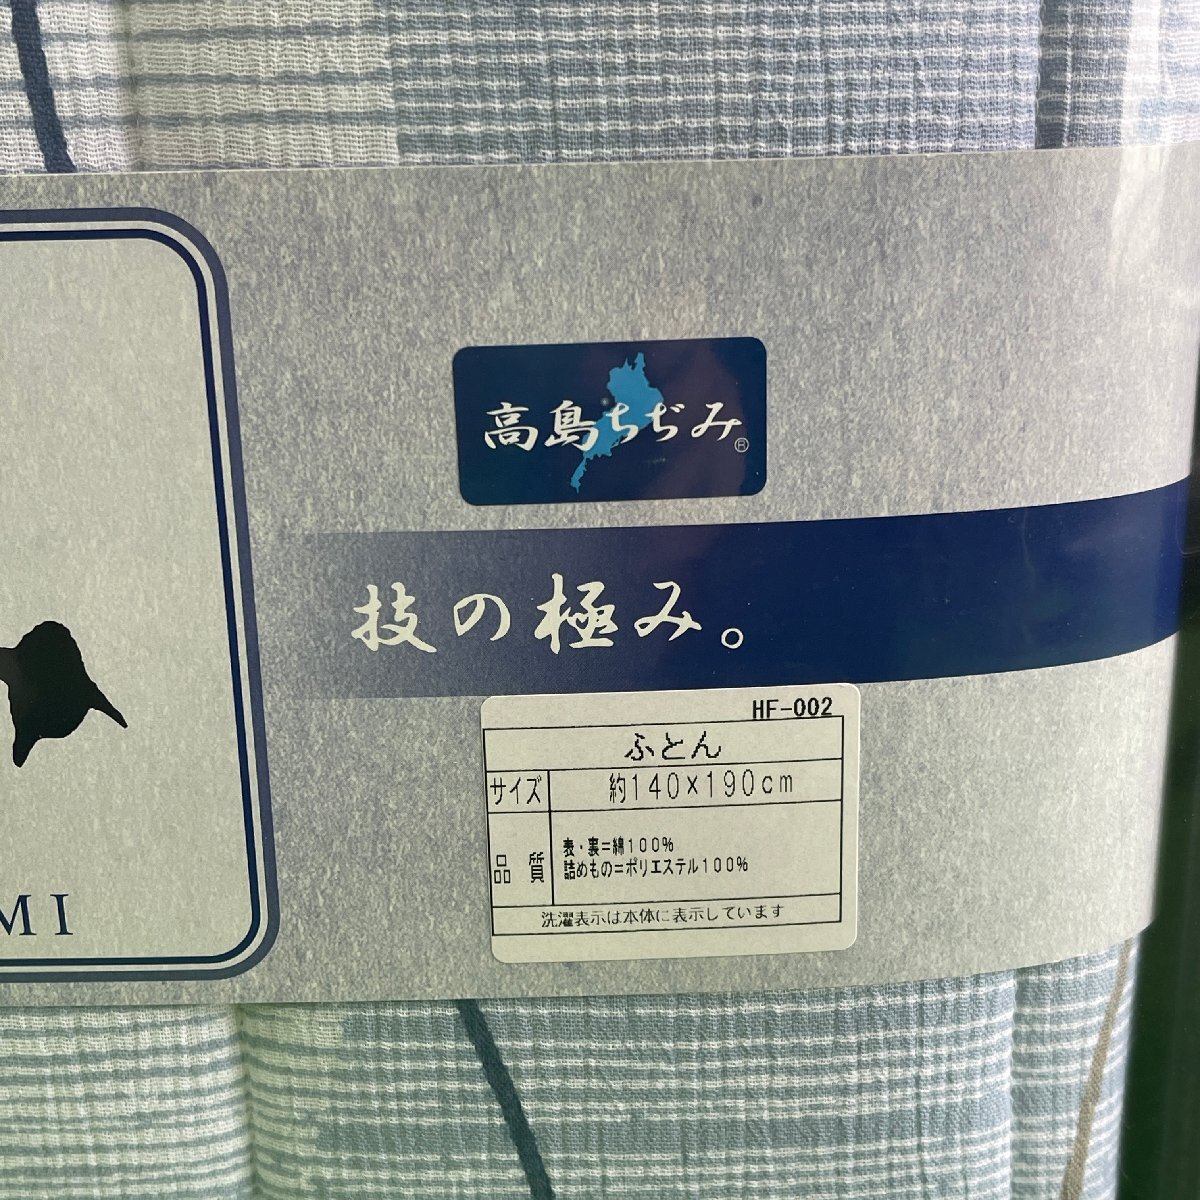 高島ちぢみ®
技の極み。
MI
HF-002
ふとん
サイズ 約140×190cm
品 質 表・裏=綿100%
詰めもの=ポリエステル100%
洗濯表示は本体に表示しています